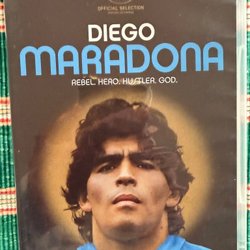 OFFICIAL SELECTION
DIEGO
MARADONA
REBEL. HERO. HUSTLER. GOD.